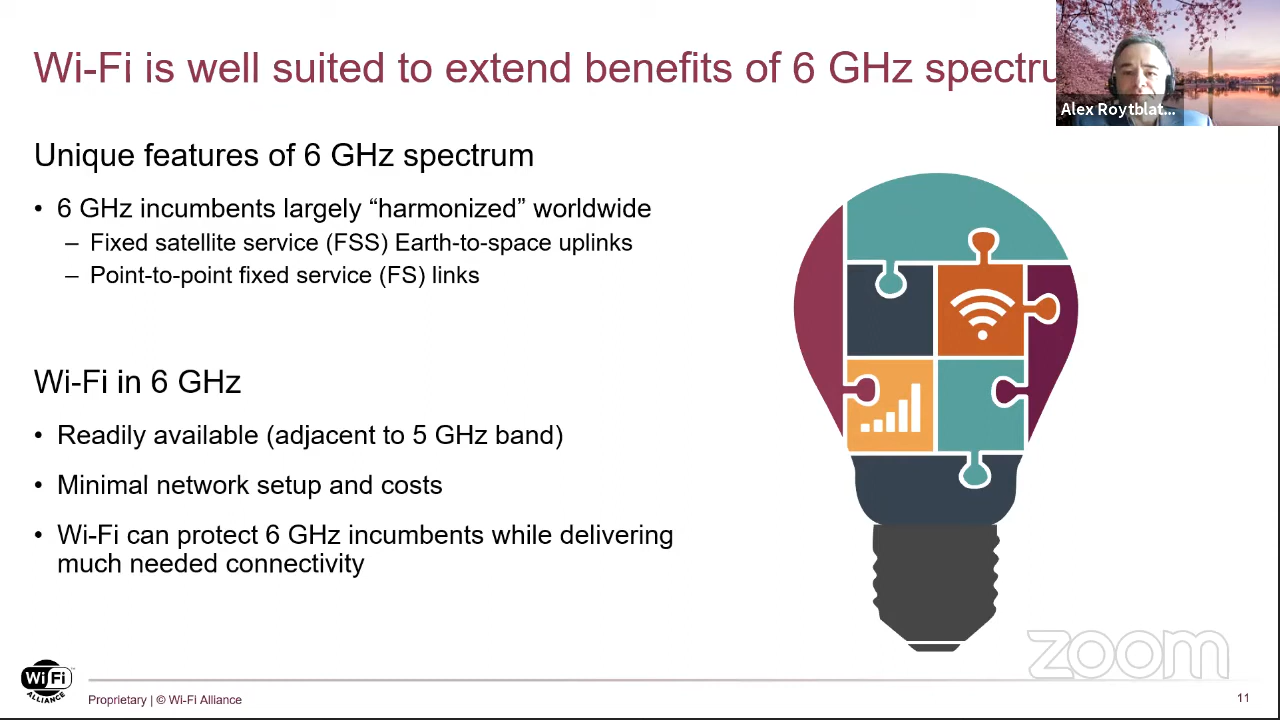 Wi-Fi is well suited to extend benefits of 6 GHz spectru
Alex Roytblat...
Unique features of 6 GHz spectrum
• 6 GHz incumbents largely “harmonized” worldwide
– Fixed satellite service (FSS) Earth-to-space uplinks
– Point-to-point fixed service (FS) links
Wi-Fi in 6 GHz
• Readily available (adjacent to 5 GHz band)
• Minimal network setup and costs
• Wi-Fi can protect 6 GHz incumbents while delivering
much needed connectivity
zoom
Wi Fi
ALLIANCE
Proprietary | © Wi-Fi Alliance
11